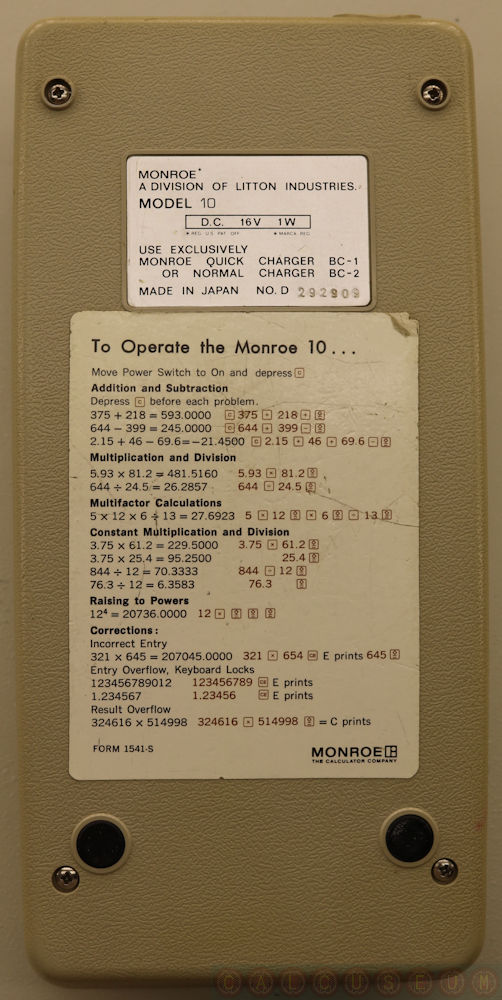 MONROE*
A DIVISION OF LITTON INDUSTRIES.
MODEL 10
D.C. 16V 1W
* REG. U.S. PAT. OFF. * MARCA REG.
USE EXCLUSIVELY
MONROE QUICK CHARGER BC-1
OR NORMAL CHARGER BC-2
MADE IN JAPAN NO. D 292909
To Operate the Monroe 10...
Move Power Switch to On and depress C
Addition and Subtraction
Depress C before each problem.
375 + 218 = 593.0000 C 375 + 218 + ◊
644 – 399 = 245.0000 C 644 + 399 – ◊
2.15 + 46 – 69.6=–21.4500 C 2.15 + 46 + 69.6 – ◊
Multiplication and Division
5.93 x 81.2 = 481.5160 5.93 × 81.2 ◊
644 ÷ 24.5 = 26.2857 644 ÷ 24.5 ◊
Multifactor Calculations
5 x 12 x 6 ÷ 13 = 27.6923 5 × 12 ◊ × 6 ◊ ÷ 13 ◊
Constant Multiplication and Division
3.75 x 61.2 = 229.5000 3.75 × 61.2 ◊
3.75 x 25.4 = 95.2500 25.4 ◊
844 ÷ 12 = 70.3333 844 ÷ 12 ◊
76.3 ÷ 12 = 6.3583 76.3 ◊
Raising to Powers
12⁴ = 20736.0000 12 × ◊ ◊ ◊
Corrections:
Incorrect Entry
321 x 645 = 207045.0000 321 × 654 CE E prints 645 ◊
Entry Overflow, Keyboard Locks
123456789012 123456789 CE E prints
1.234567 1.23456 CE E prints
Result Overflow
324616 x 514998 324616 × 514998 ◊ = C prints
FORM 1541-S
MONROE
THE CALCULATOR COMPANY
CALCUSEUM